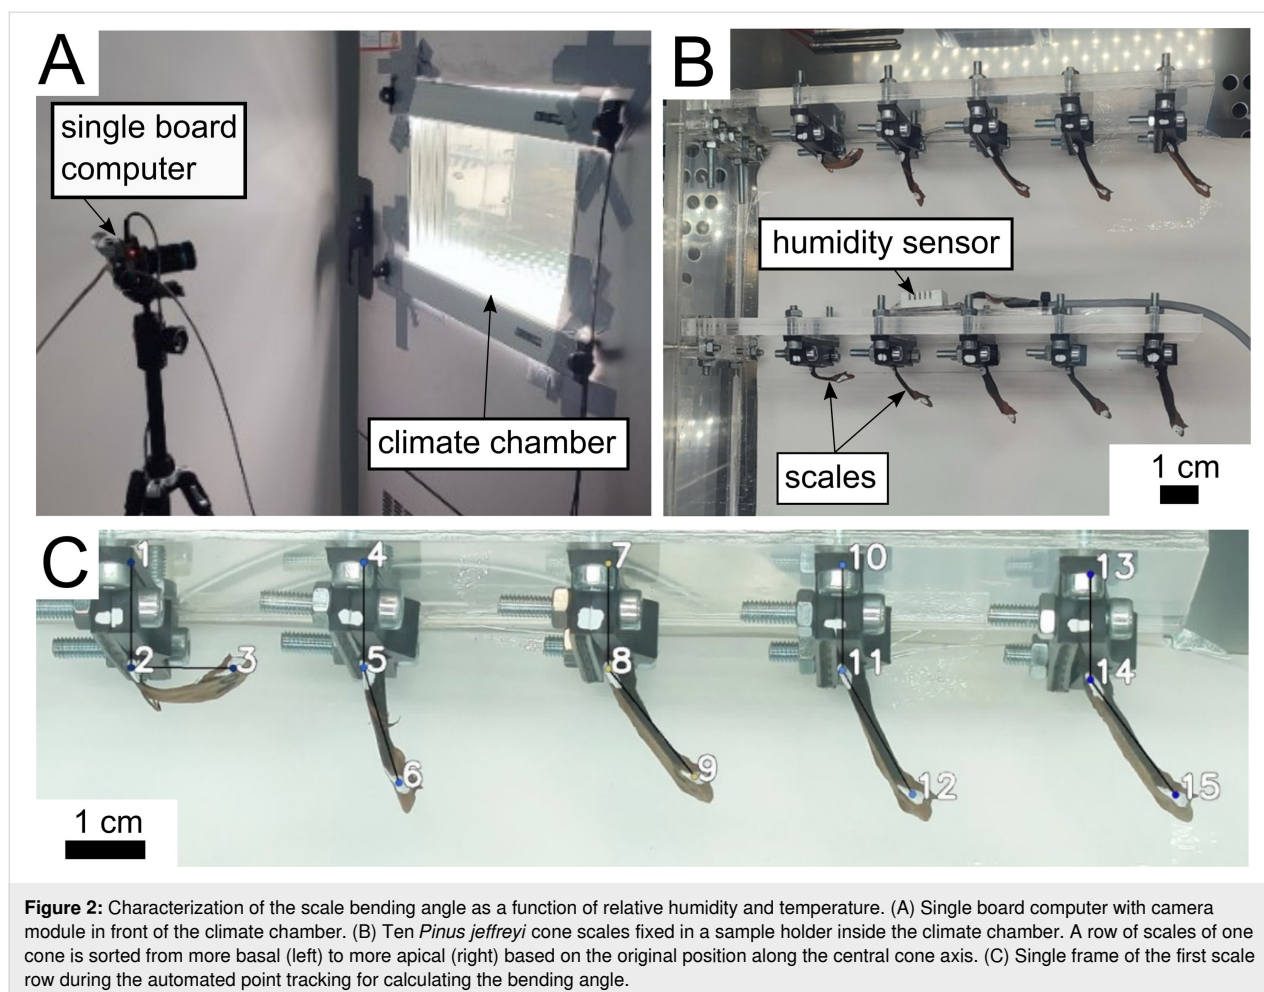 A
single board
computer
climate chamber
B
humidity sensor
scales
1 cm
C
1
4
7
10
13
2
3
5
8
11
14
6
9
12
15
1 cm
Figure 2: Characterization of the scale bending angle as a function of relative humidity and temperature. (A) Single board computer with camera
module in front of the climate chamber. (B) Ten Pinus jeffreyi cone scales fixed in a sample holder inside the climate chamber. A row of scales of one
cone is sorted from more basal (left) to more apical (right) based on the original position along the central cone axis. (C) Single frame of the first scale
row during the automated point tracking for calculating the bending angle.